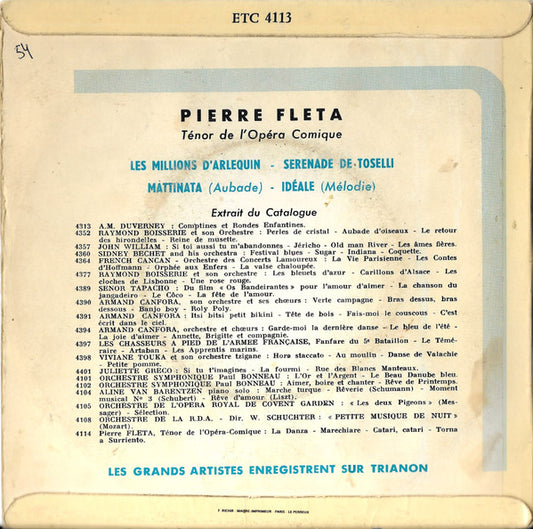 ETC 4113
54
PIERRE FLETA
Ténor de l'Opéra Comique
LES MILLIONS D'ARLEQUIN - SERENADE DE TOSELLI
MATTINATA (Aubade) - IDÉALE (Mélodie)
Extrait du Catalogue
4313 A.M. DUVERNEY : Comptines et Rondes Enfantines.
4352 RAYMOND BOISSERIE et son Orchestre : Perles de cristal - Aubade d'oiseaux - Le retour
des hirondelles - Reine de musette.
4357 JOHN WILLIAM : Si toi aussi tu m'abandonnes - Jéricho - Old man River - Les âmes fières.
4360 SIDNEY BECHET and his orchestra : Festival blues - Sugar - Indiana - Coquette.
4364 FRENCH CANCAN - Orchestre des Concerts Lamoureux : La Vie Parisienne - Les Contes
d'Hoffmann - Orphée aux Enfers - La valse chaloupée.
4377 RAYMOND BOISSERIE et son orchestre : Les bleuets d'azur - Carillons d'Alsace - Les
cloches de Lisbonne - Une rose rouge.
4389 SENOR TAPACHO : Du film « Os Bandeirantes » pour l'amour d'aimer - La chanson du
jangadeiro - Le Côco - La fête de l'amour.
4390 ARMAND CANFORA, son orchestre et ses chœurs : Verte campagne - Bras dessus, bras
dessous - Banjo boy - Roly Poly.
4391 ARMAND CANFORA : Itsi bitsi petit bikini - Tête de bois - Fais-moi le couscous - C'est
écrit dans le ciel.
4394 ARMAND CANFORA, orchestre et chœurs : Garde-moi la dernière danse - Le bleu de l'été -
La joie d'aimer - Annette, Brigitte et compagnie.
4397 LES CHASSEURS A PIED DE L'ARMEE FRANÇAISE, Fanfare du 5e Bataillon - Le Témé-
raire - Artaban - Les Apprentis marins.
4398 VIVIANE TOUKA et son orchestre tzigane : Hora staccato - Au moulin - Danse de Valachie
- Petite pomme.
4401 JULIETTE GRECO : Si tu t'imagines - La fourmi - Rue des Blancs Manteaux.
4101 ORCHESTRE SYMPHONIQUE Paul BONNEAU : L'Or et l'Argent - Le Beau Danube bleu.
4102 ORCHESTRE SYMPHONIQUE Paul BONNEAU : Aimer, boire et chanter - Rêve de Printemps.
4104 ALINE VAN BARENTZEN piano solo : Marche turque - Rêverie (Schumann) - Moment
musical N° 3 (Schubert) - Rêve d'amour (Liszt).
4105 ORCHESTRE DE L'OPERA ROYAL DE COVENT GARDEN : « Les deux Pigeons » (Mes-
sager) - Sélection.
4108 ORCHESTRE DE LA R.D.A. - Dir. W. SCHUCHTER : « PETITE MUSIQUE DE NUIT »
(Mozart).
4114 Pierre FLETA, Ténor de l'Opéra-Comique : La Danza - Marechiare - Catari, catari - Torna
a Surriento.
LES GRANDS ARTISTES ENREGISTRENT SUR TRIANON
IMPRIMEUR PARIS - LE PERREUX